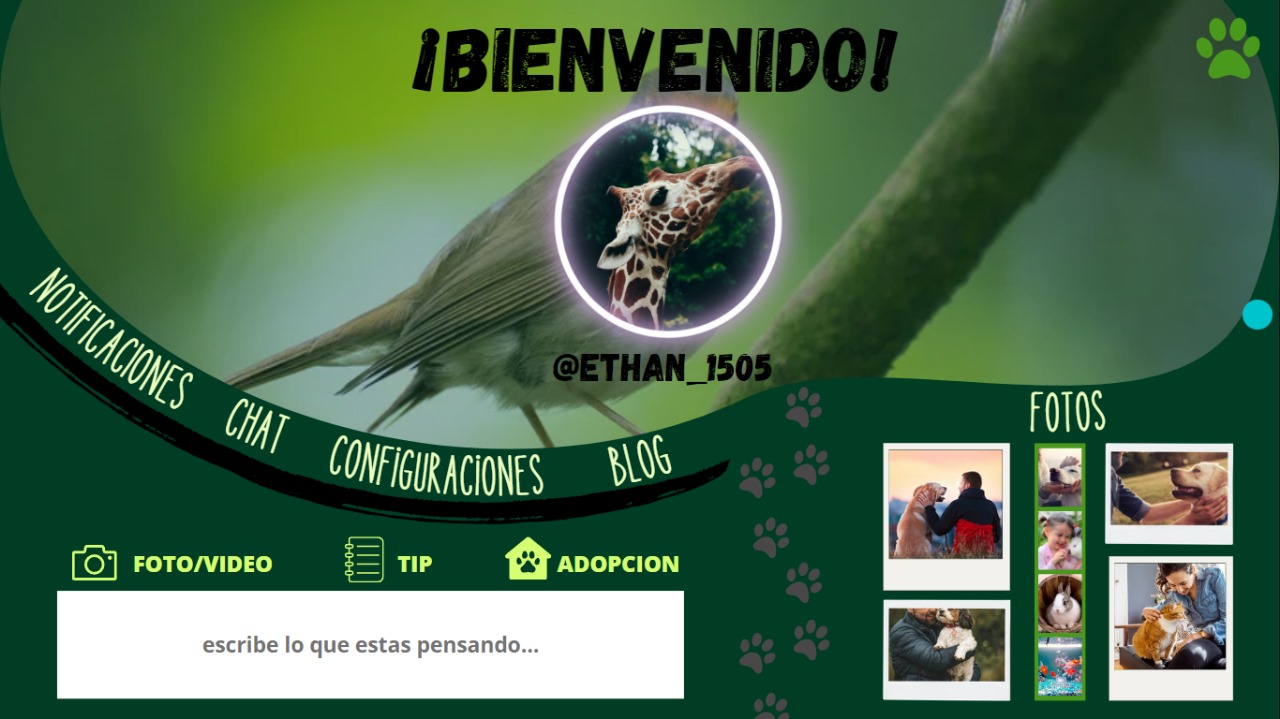 ¡BIENVENIDO!
@ETHAN_1505
NOTIFICACIONES
CHAT
CONFiGURACiONES
BLOG
FOTOS
FOTO/VIDEO
TIP
ADOPCION
escribe lo que estas pensando...